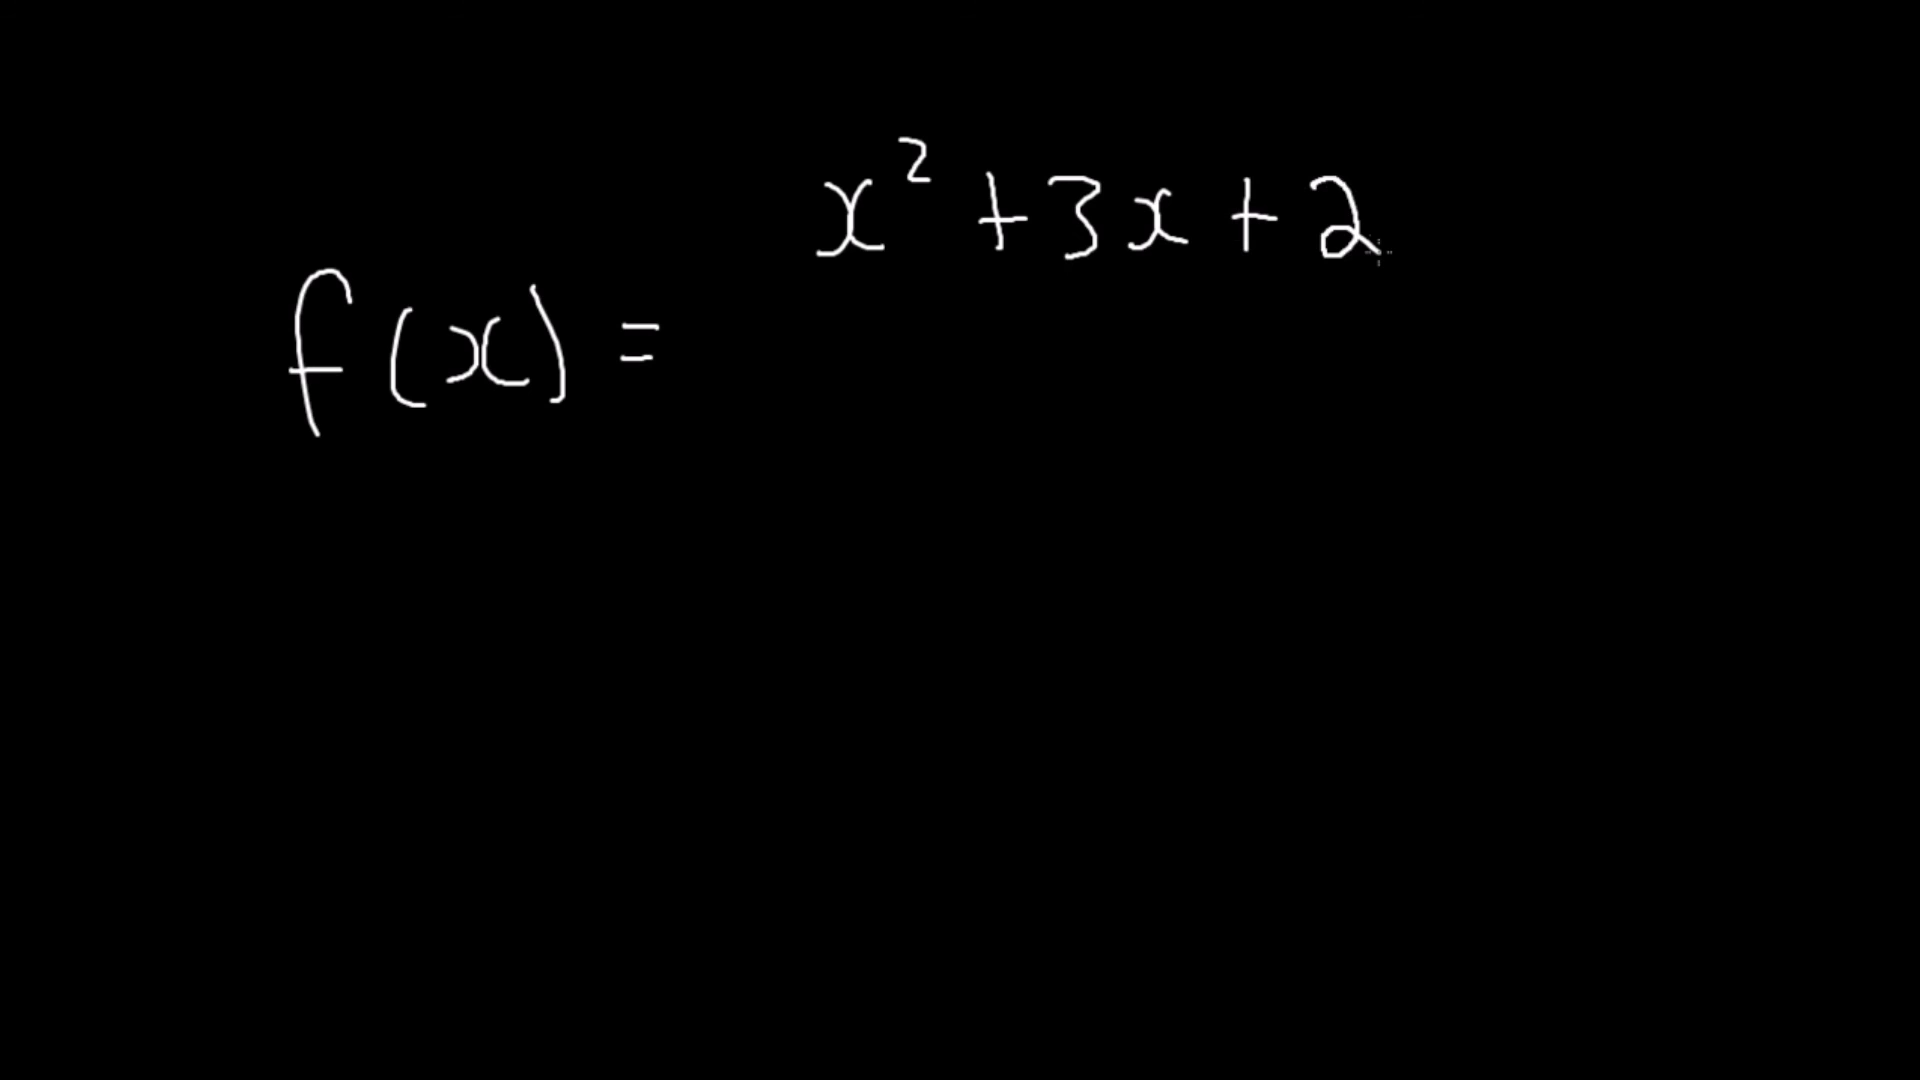 x² + 3x + 2
f(x) =